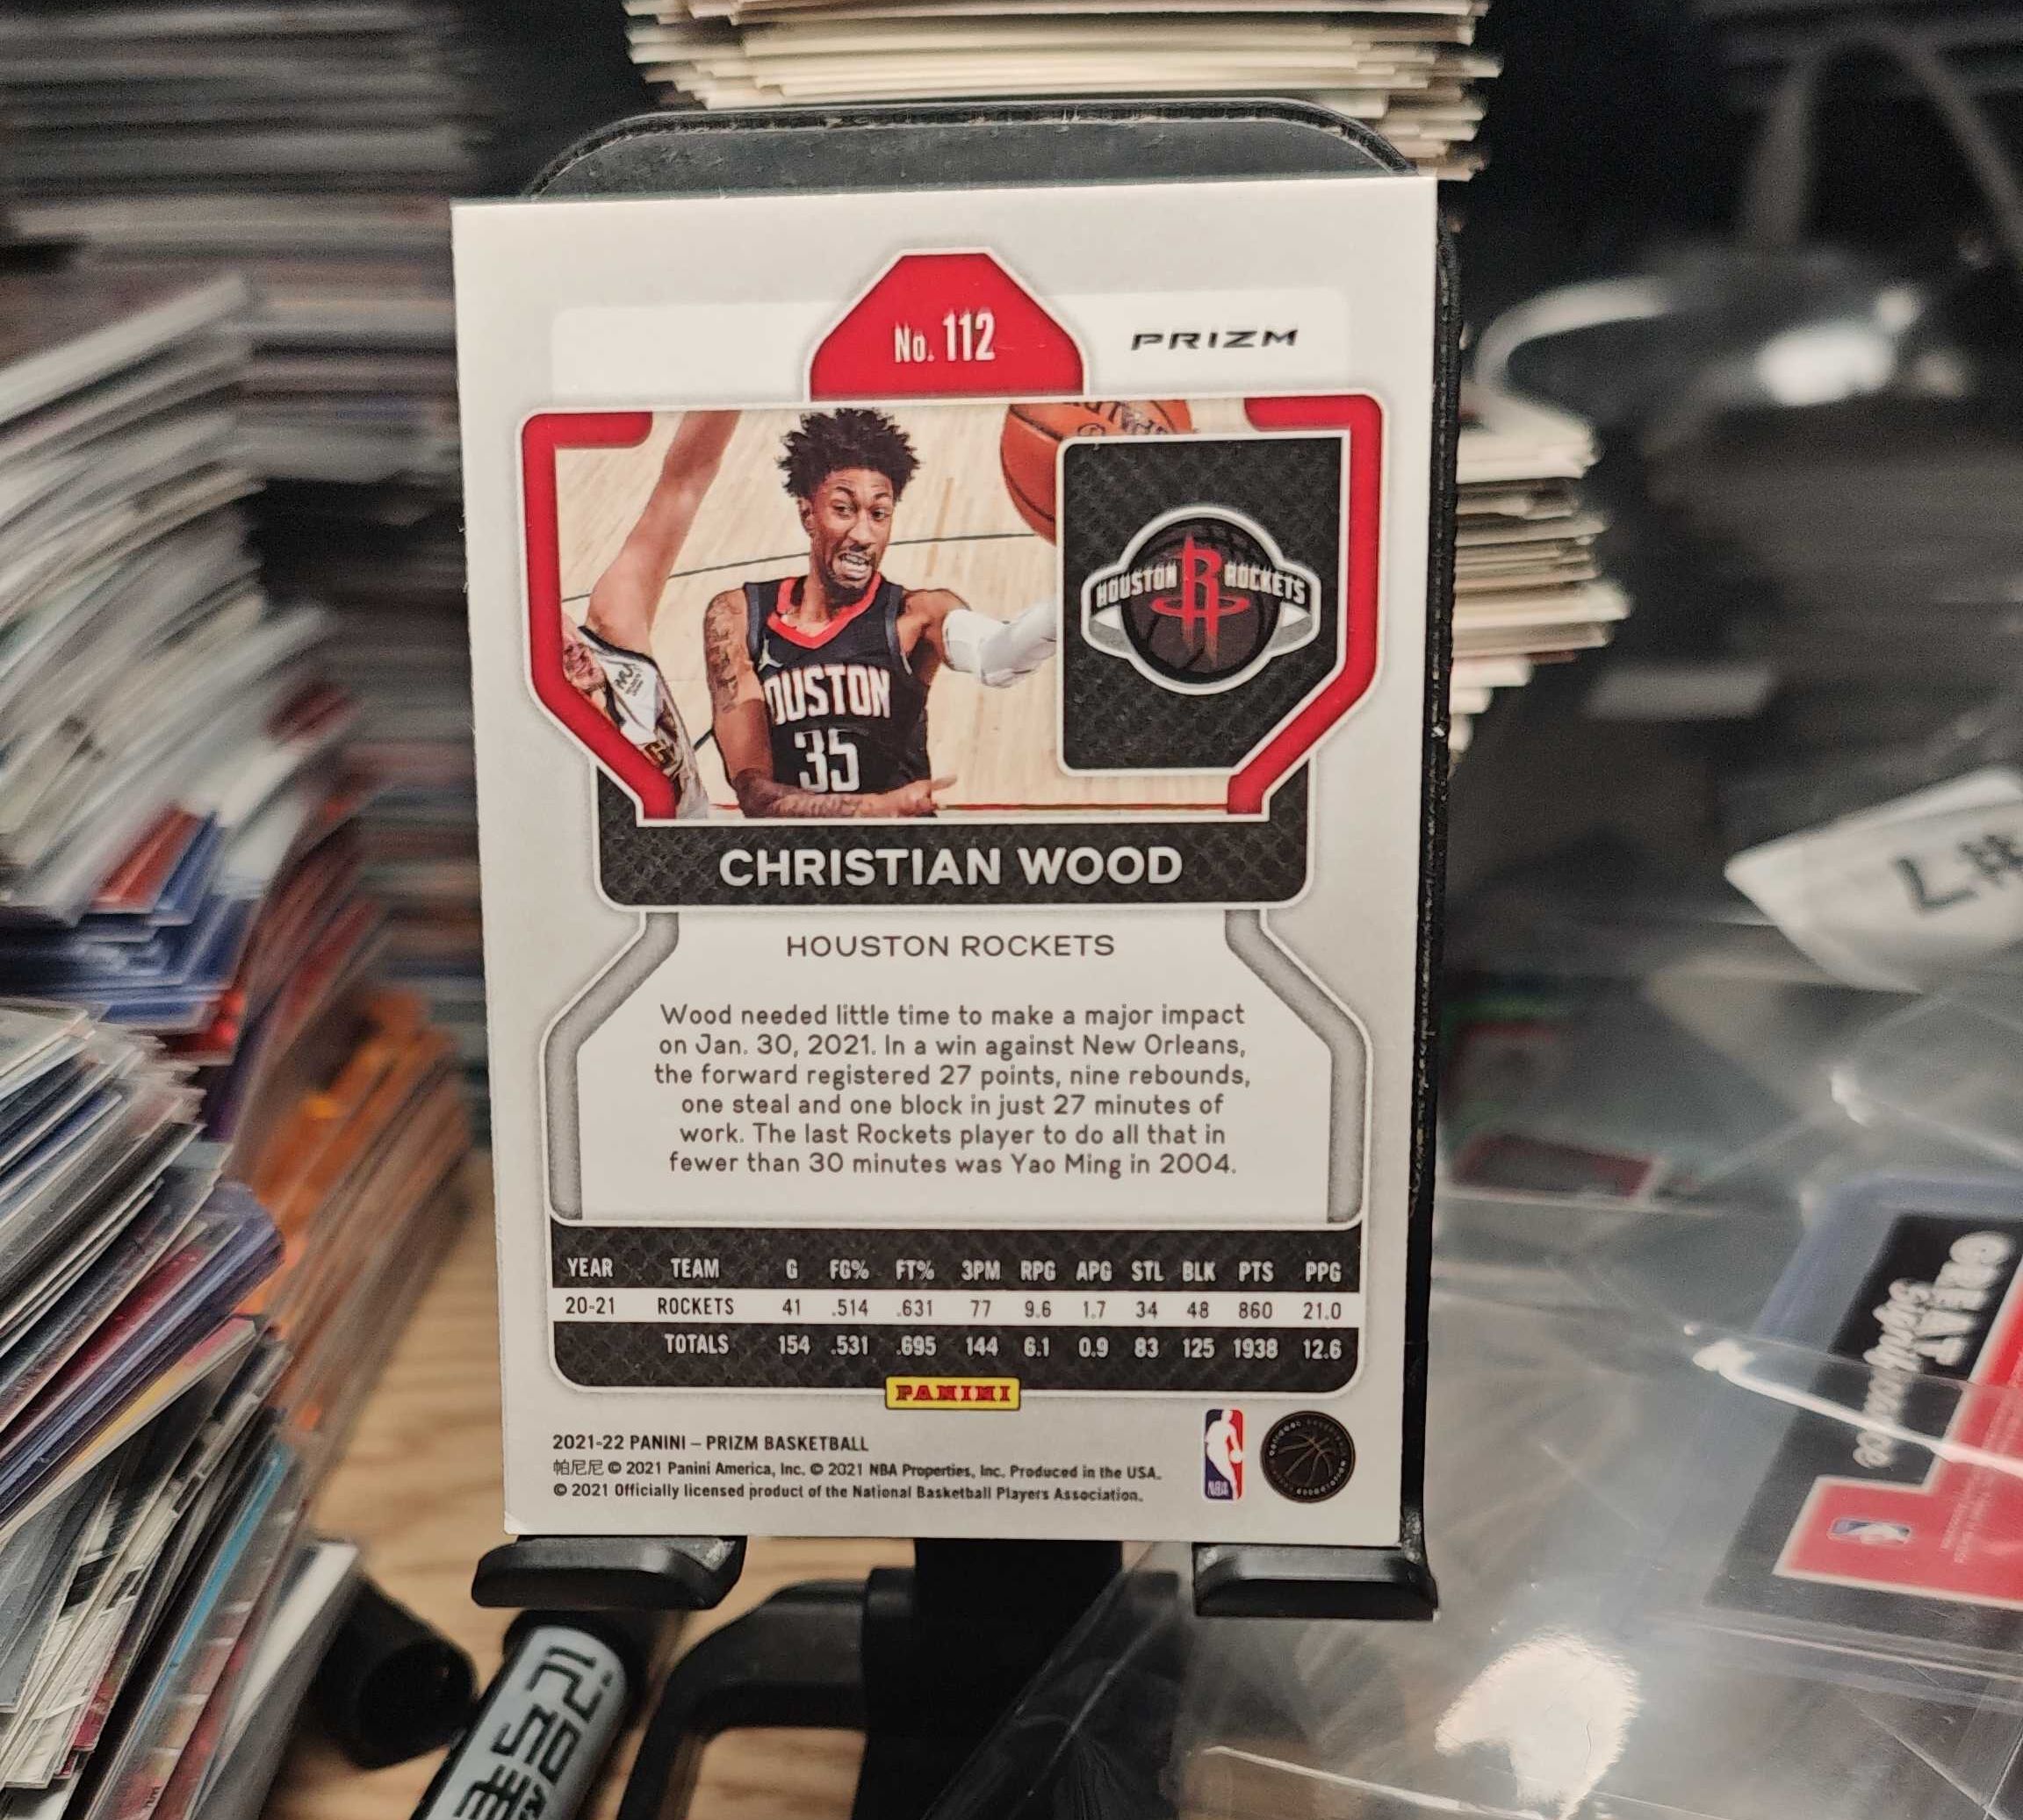 No. 112
PRIZM
HOUSTON ROCKETS
HOUSTON
35
CHRISTIAN WOOD
HOUSTON ROCKETS
Wood needed little time to make a major impact
on Jan. 30, 2021. In a win against New Orleans,
the forward registered 27 points, nine rebounds,
one steal and one block in just 27 minutes of
work. The last Rockets player to do all that in
fewer than 30 minutes was Yao Ming in 2004.
YEAR TEAM G FG% FT% 3PM RPG APG STL BLK PTS PPG
20-21 ROCKETS 41 .514 .631 77 9.6 1.7 34 48 860 21.0
TOTALS 154 .531 .695 144 6.1 0.9 83 125 1938 12.6
PANINI
2021-22 PANINI – PRIZM BASKETBALL
帕尼尼 © 2021 Panini America, Inc. © 2021 NBA Properties, Inc. Produced in the USA.
© 2021 Officially licensed product of the National Basketball Players Association.
NBA
GREAT
Significance